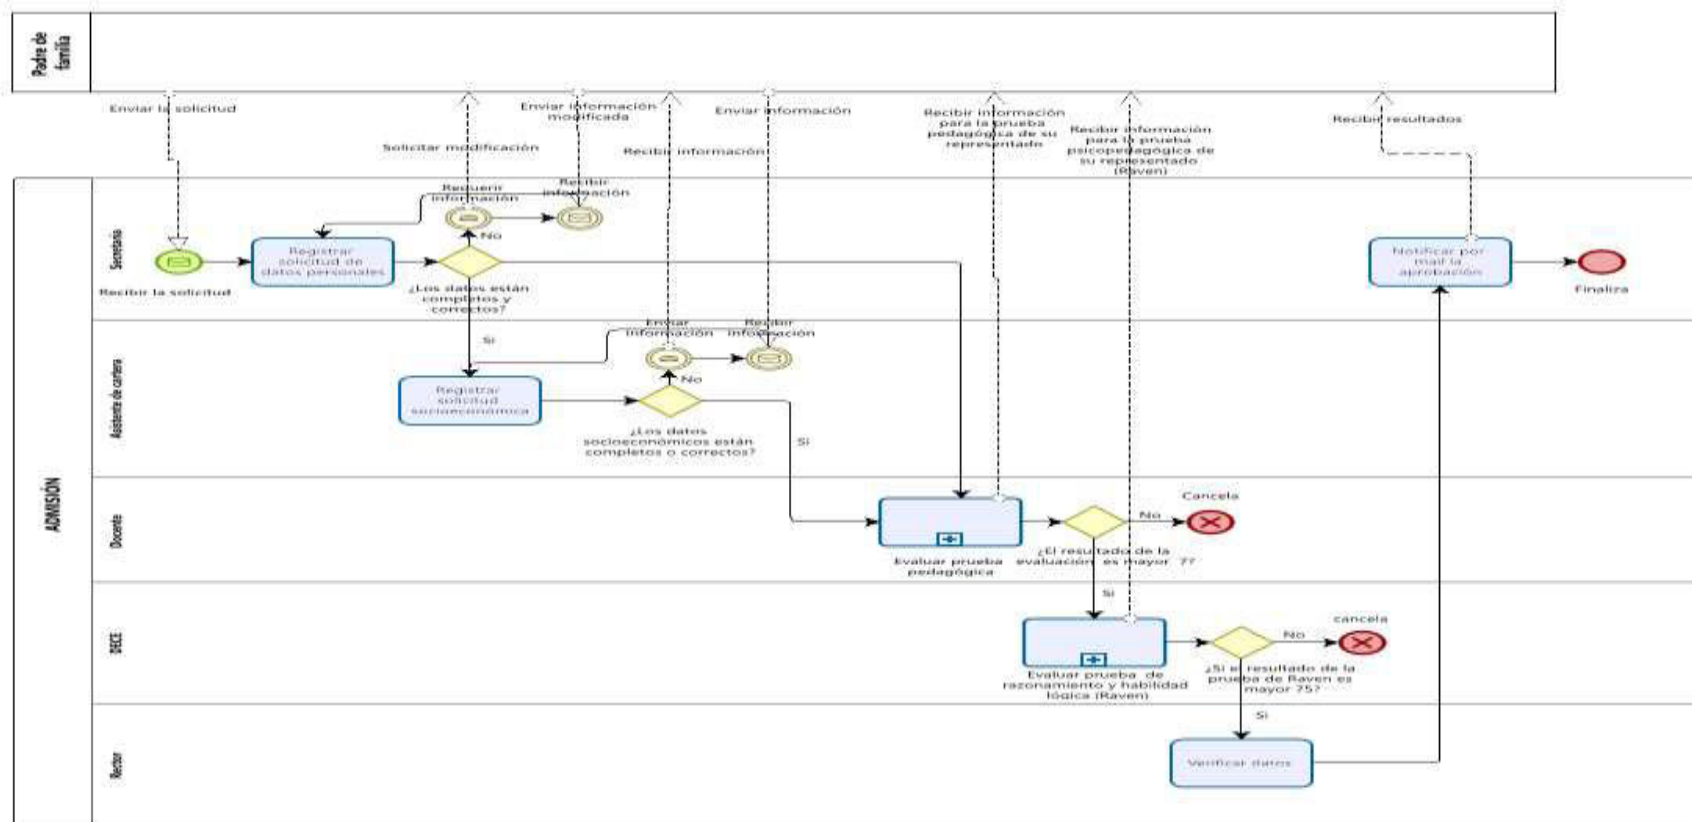 Padre de
familia
Enviar la solicitud
Solicitar modificación
Enviar información
modificada
Recibir información
Enviar información
Recibir información
para la prueba
pedagógica de su
representado
Recibir información
para la prueba
psicopedagógica de
su representado
(Raven)
Recibir resultados
ADMISIÓN
Secretaria
Recibir la solicitud
Registrar
solicitud de
datos personales
Requerir
información
Recibir
información
No
¿Los datos están
completos y
correctos?
Si
Notificar por
mail la
aprobación
Finaliza
Asistente de cartera
Registrar
solicitud
socioeconómica
Enviar
información
Recibir
información
No
¿Los datos
socioeconómicos están
completos o correctos?
Si
Docente
Evaluar prueba
pedagógica
¿El resultado de la
evaluación es mayor 7?
No
Cancela
Si
DECE
Evaluar prueba de
razonamiento y habilidad
lógica (Raven)
¿Si el resultado de la
prueba de Raven es
mayor 75?
No
cancela
Si
Rector
Verificar datos